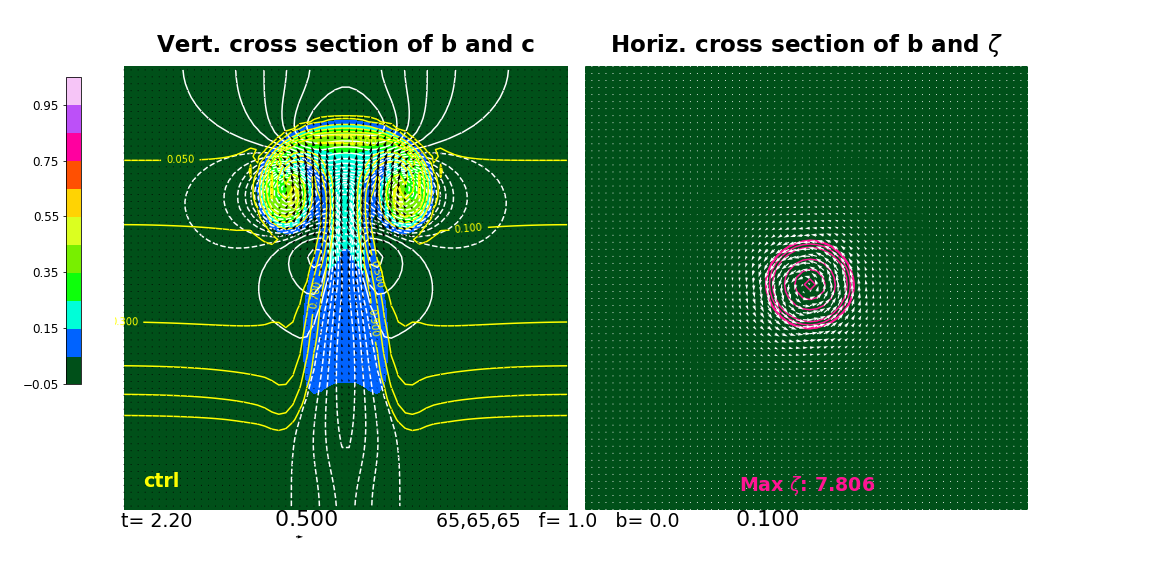 Vert. cross section of b and c
Horiz. cross section of b and ζ
0.95
0.75
0.55
0.35
0.15
−0.05
0.050
0.100
ctrl
Max ζ: 7.806
t= 2.20
0.500
65,65,65
f= 1.0
b= 0.0
0.100